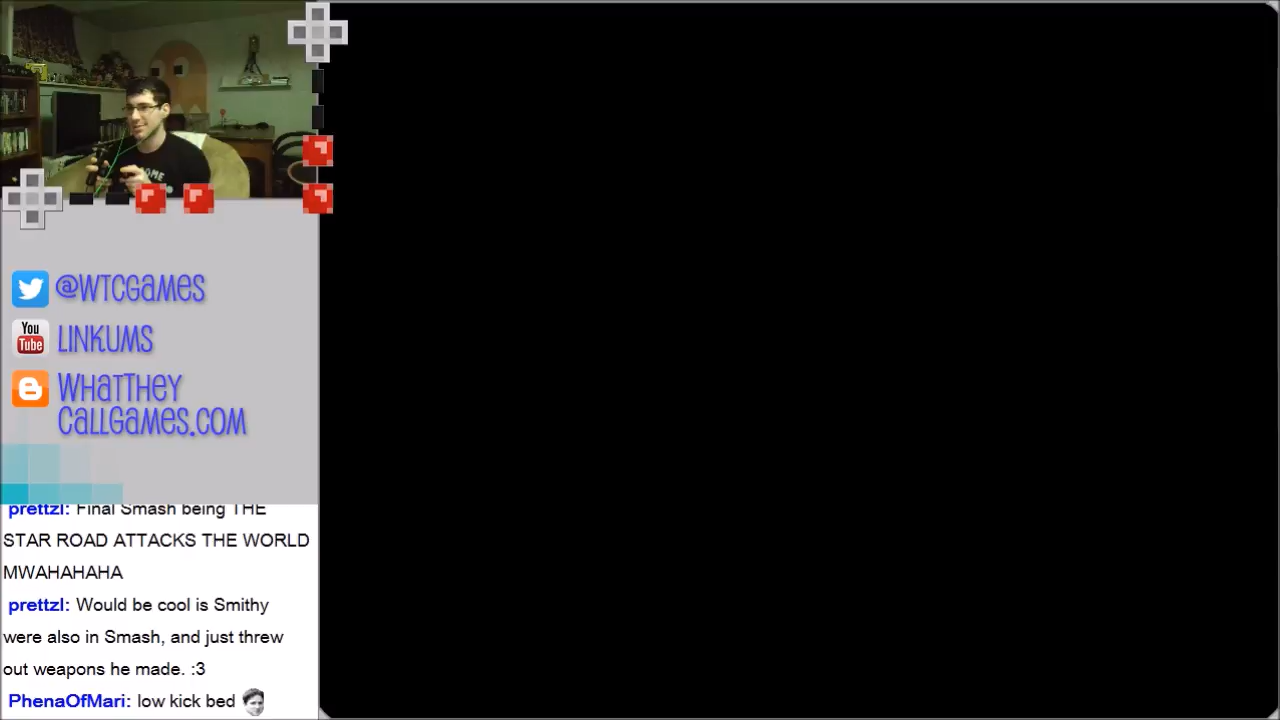 @WTCGames
You
Tube
Linkums
WhatThey
CallGames.com
prettzl: Final Smash being THE
STAR ROAD ATTACKS THE WORLD
MWAHAHAHA
prettzl: Would be cool is Smithy
were also in Smash, and just threw
out weapons he made. :3
PhenaOfMari: low kick bed